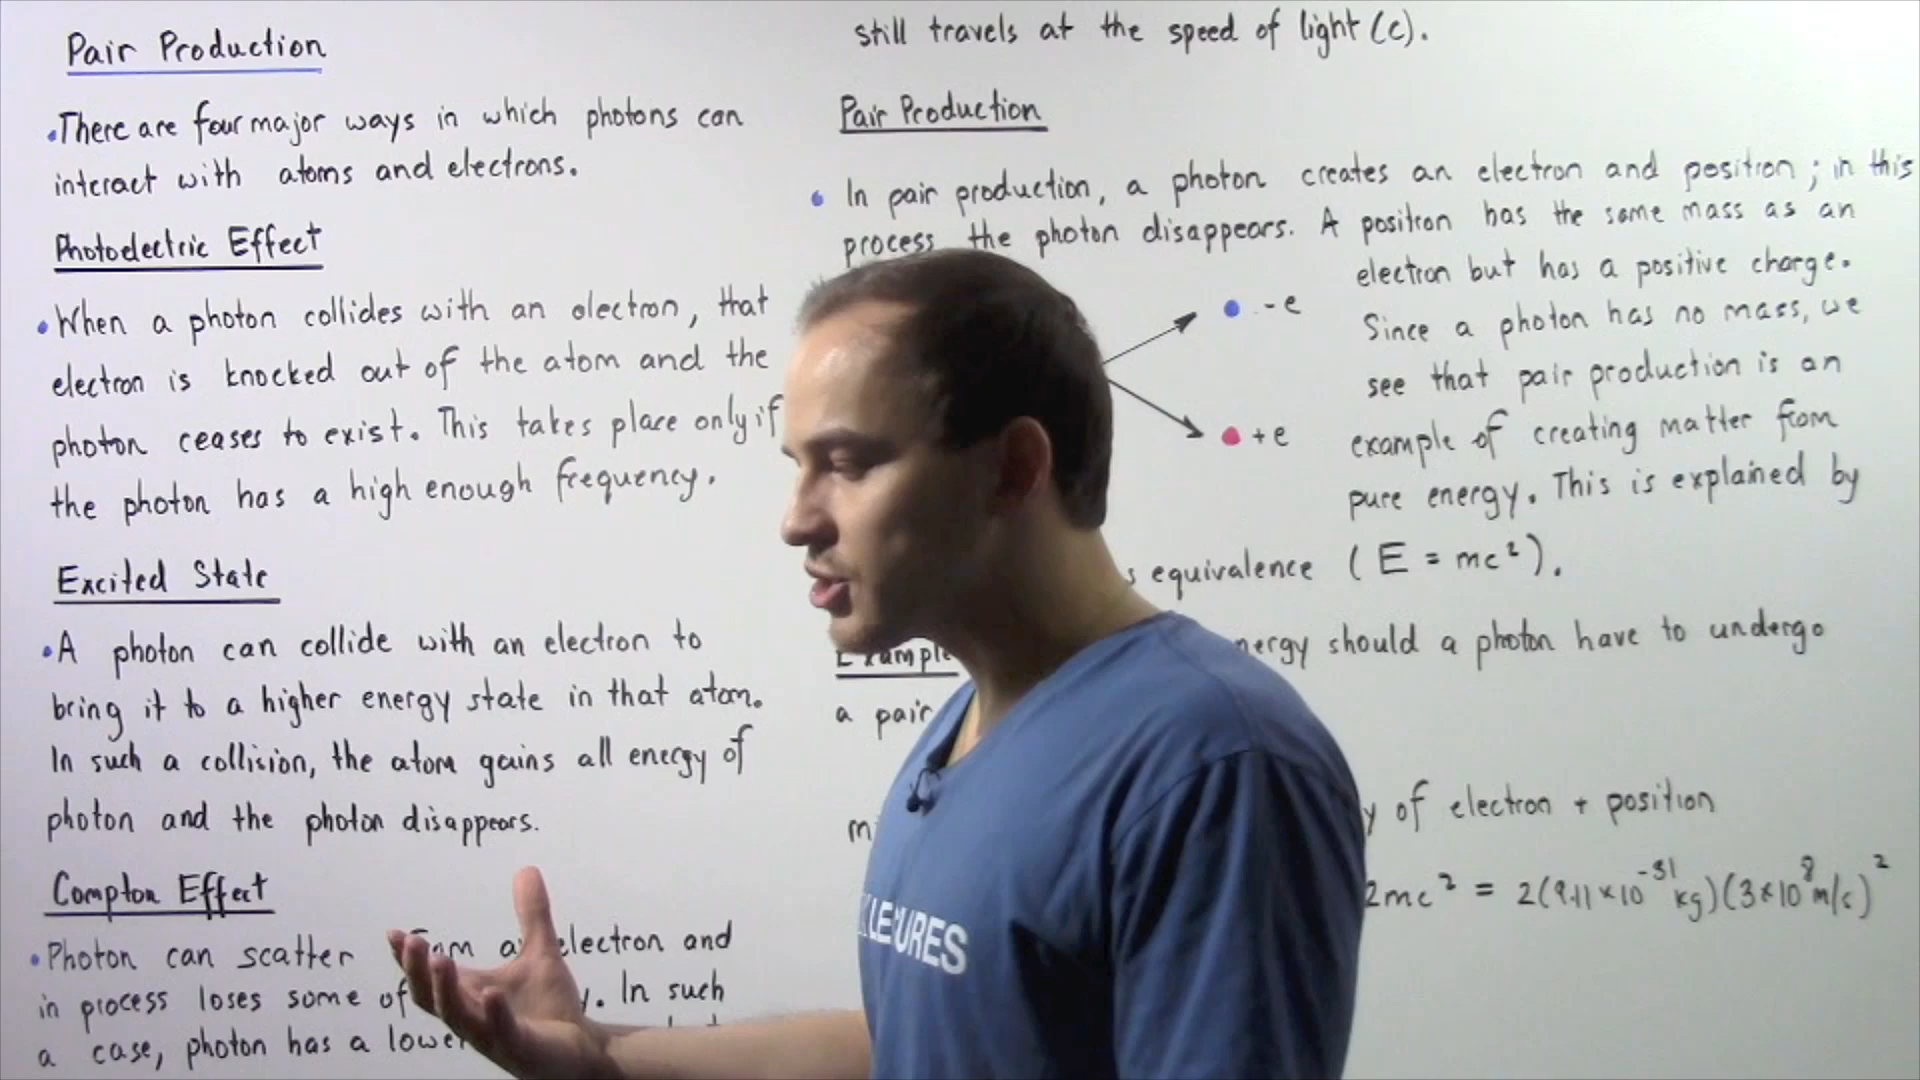 Pair Production
• There are four major ways in which photons can
interact with atoms and electrons.
Photoelectric Effect
• When a photon collides with an electron, that
electron is knocked out of the atom and the
photon ceases to exist. This takes place only if
the photon has a high enough frequency.
Excited State
• A photon can collide with an electron to
bring it to a higher energy state in that atom.
In such a collision, the atom gains all energy of
photon and the photon disappears.
Compton Effect
• Photon can scatter from electron and
in process loses some of In such
a case, photon has a lower
still travels at the speed of light (c).
Pair Production
• In pair production, a photon creates an electron and positron; in this
process the photon disappears. A positron has the same mass as an
electron but has a positive charge.
Since a photon has no mass, we
see that pair production is an
example of creating matter from
pure energy. This is explained by
equivalence (E = mc²).
-e
+e
Example energy should a photon have to undergo
a pair
of electron + positron
2mc² = 2(9.11×10⁻³¹ kg)(3×10⁸ m/s)²
LECTURES